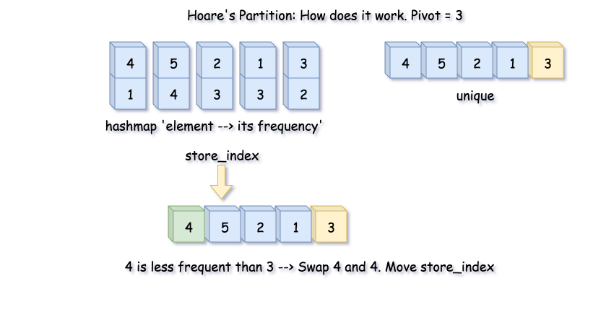 Hoare's Partition: How does it work. Pivot = 3
4 5 2 1 3
1 4 3 3 2
4 5 2 1 3
hashmap 'element --> its frequency'
unique
store_index
4 5 2 1 3
4 is less frequent than 3 --> Swap 4 and 4. Move store_index